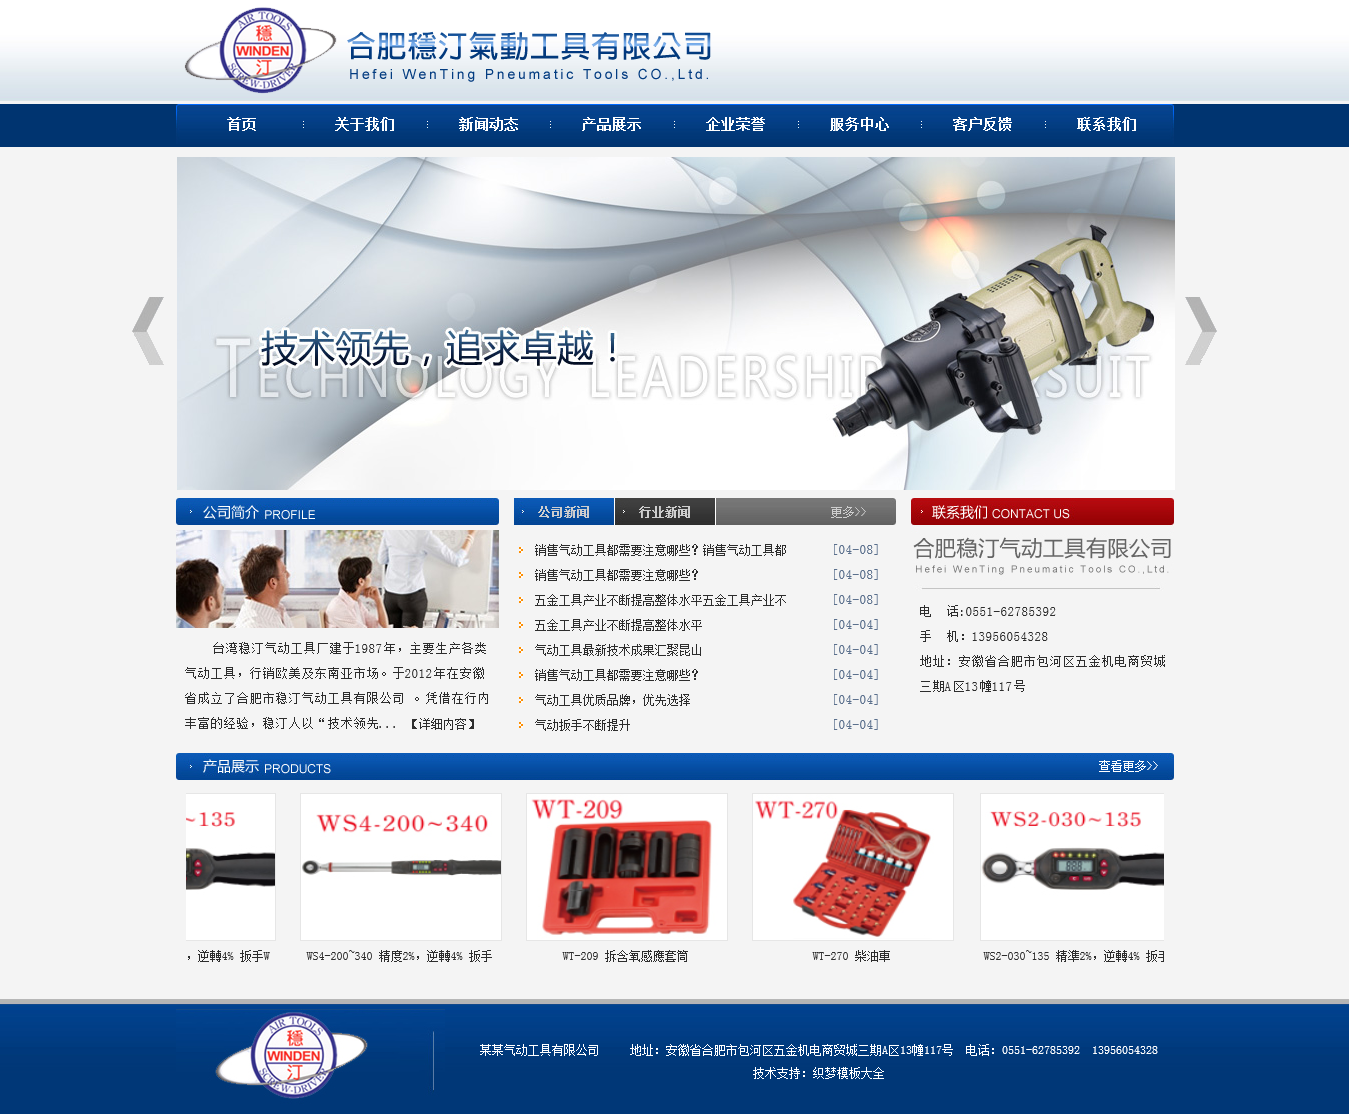 AIR TOOLS
穩
WINDEN
汀
SCREW-DRIVER
合肥穩汀氣動工具有限公司
Hefei WenTing Pneumatic Tools CO.,Ltd.
首页 关于我们 新闻动态 产品展示 企业荣誉 服务中心 客户反馈 联系我们
技术领先，追求卓越！
TECHNOLOGY LEADERSHIP
公司简介 PROFILE
台湾稳汀气动工具厂建于1987年，主要生产各类
气动工具，行销欧美及东南亚市场。于2012年在安徽
省成立了合肥市稳汀气动工具有限公司 。凭借在行内
丰富的经验，稳汀人以“技术领先... 【详细内容】
公司新闻 行业新闻 更多>>
销售气动工具都需要注意哪些？销售气动工具都 [04-08]
销售气动工具都需要注意哪些？ [04-08]
五金工具产业不断提高整体水平五金工具产业不 [04-08]
五金工具产业不断提高整体水平 [04-04]
气动工具最新技术成果汇聚昆山 [04-04]
销售气动工具都需要注意哪些？ [04-04]
气动工具优质品牌，优先选择 [04-04]
气动扳手不断提升 [04-04]
联系我们 CONTACT US
合肥稳汀气动工具有限公司
Hefei WenTing Pneumatic Tools CO.,Ltd.
电 话:0551-62785392
手 机：13956054328
地址：安徽省合肥市包河区五金机电商贸城
三期A区13幢117号
产品展示 PRODUCTS 查看更多>>
~135
WS4-200~340
WT-209
WT-270
WS2-030~135
，逆轉4% 扳手W
WS4-200~340 精度2%，逆轉4% 扳手
WT-209 拆含氧感應套筒
WT-270 柴油車
WS2-030~135 精準2%，逆轉4% 扳手
AIR TOOLS
穩
WINDEN
汀
SCREW-DRIVER
某某气动工具有限公司 地址：安徽省合肥市包河区五金机电商贸城三期A区13幢117号 电话：0551-62785392 13956054328
技术支持：织梦模板大全